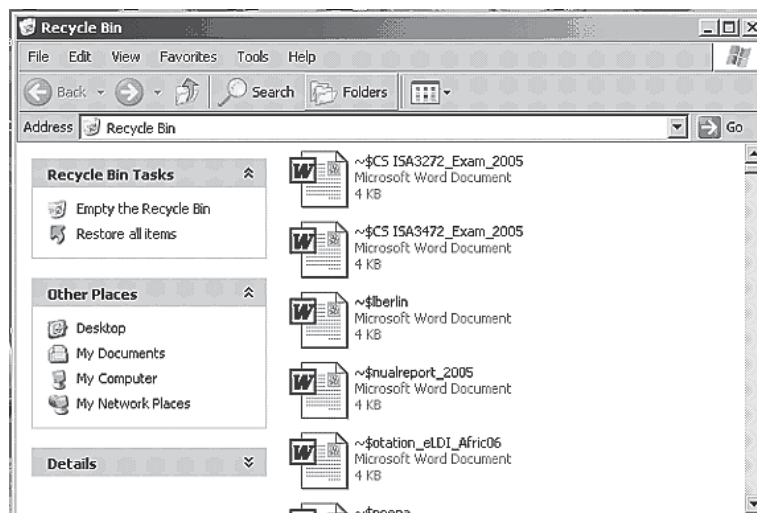 Recycle Bin
File Edit View Favorites Tools Help
Back Search Folders
Address Recycle Bin Go
Recycle Bin Tasks
Empty the Recycle Bin
Restore all items
Other Places
Desktop
My Documents
My Computer
My Network Places
Details
~$CS ISA3272_Exam_2005
Microsoft Word Document
4 KB
~$CS ISA3472_Exam_2005
Microsoft Word Document
4 KB
~$lberlin
Microsoft Word Document
4 KB
~$nualreport_2005
Microsoft Word Document
4 KB
~$otation_eLDI_Afric06
Microsoft Word Document
4 KB